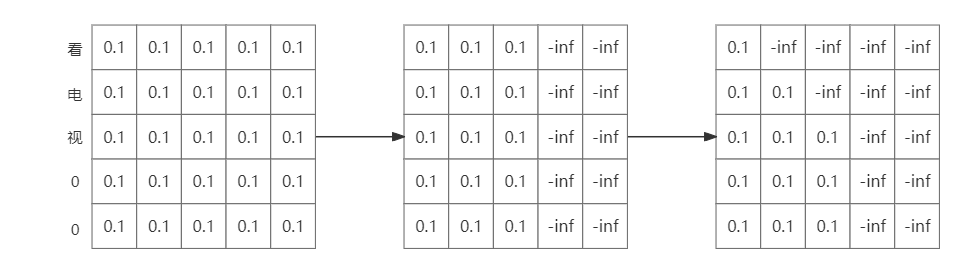 看 0.1 0.1 0.1 0.1 0.1 0.1 0.1 0.1 -inf -inf 0.1 -inf -inf -inf -inf
电 0.1 0.1 0.1 0.1 0.1 0.1 0.1 0.1 -inf -inf 0.1 0.1 -inf -inf -inf
视 0.1 0.1 0.1 0.1 0.1 0.1 0.1 0.1 -inf -inf 0.1 0.1 0.1 -inf -inf
0 0.1 0.1 0.1 0.1 0.1 0.1 0.1 0.1 -inf -inf 0.1 0.1 0.1 -inf -inf
0 0.1 0.1 0.1 0.1 0.1 0.1 0.1 0.1 -inf -inf 0.1 0.1 0.1 -inf -inf